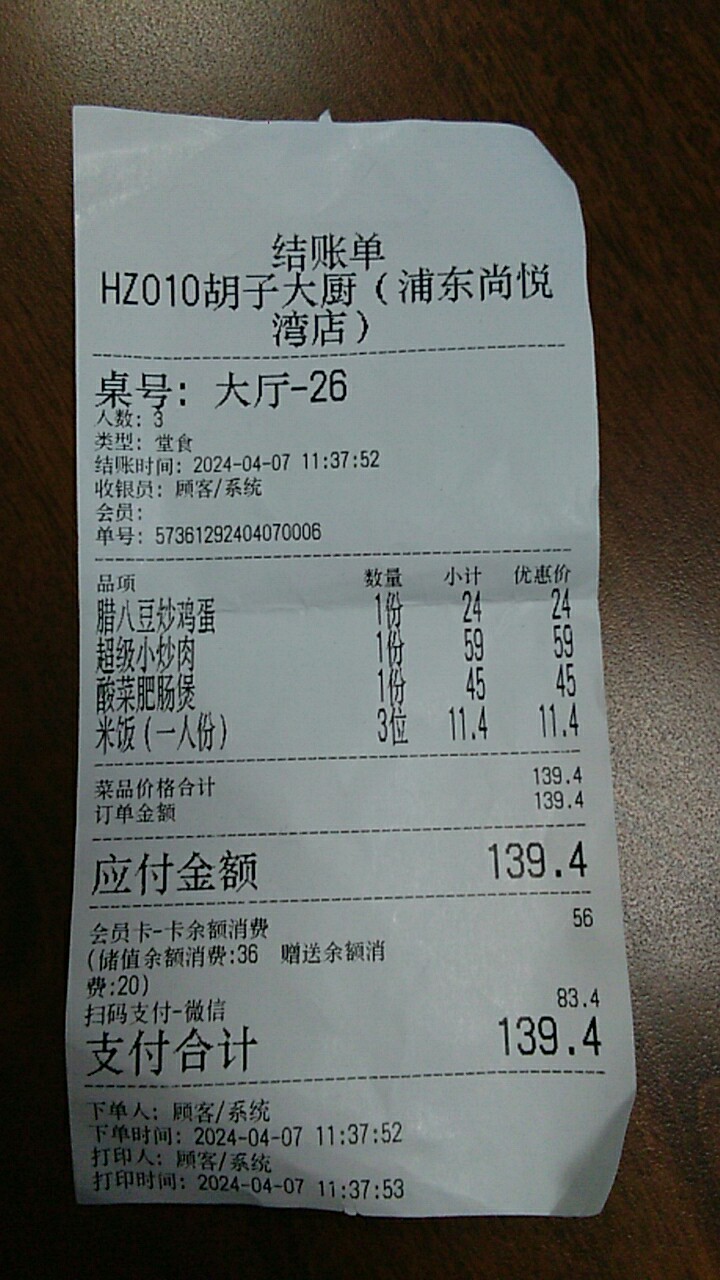 结账单
HZ010胡子大厨（浦东尚悦
湾店）
桌号：大厅-26
人数：3
类型：堂食
结账时间：2024-04-07 11:37:52
收银员：顾客/系统
会员：
单号：57361292404070006
品项 数量 小计 优惠价
腊八豆炒鸡蛋 1份 24 24
超级小炒肉 1份 59 59
酸菜肥肠煲 1份 45 45
米饭（一人份） 3位 11.4 11.4
菜品价格合计 139.4
订单金额 139.4
应付金额 139.4
会员卡-卡余额消费 56
(储值余额消费:36 赠送余额消
费:20)
扫码支付-微信 83.4
支付合计 139.4
下单人：顾客/系统
下单时间：2024-04-07 11:37:52
打印人：顾客/系统
打印时间：2024-04-07 11:37:53